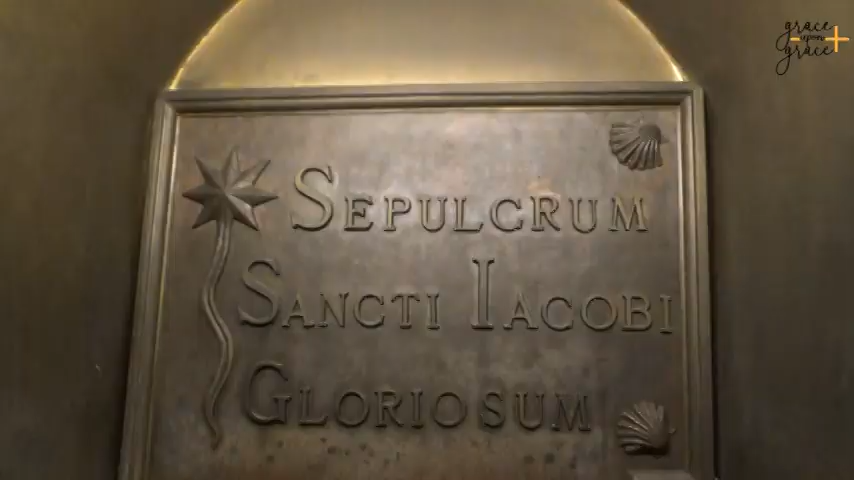 grace
upon
grace
SEPULCRUM
SANCTI IACOBI
GLORIOSUM